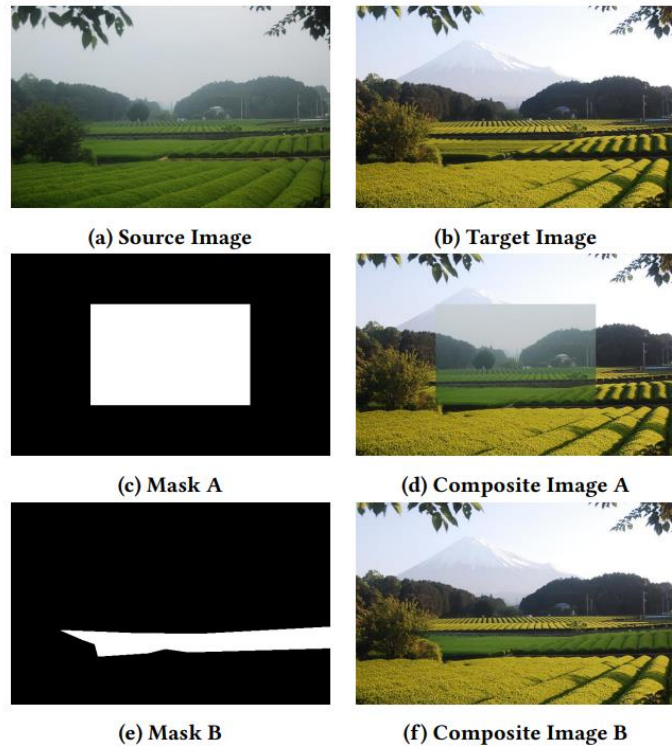 (a) Source Image
(b) Target Image
(c) Mask A
(d) Composite Image A
(e) Mask B
(f) Composite Image B